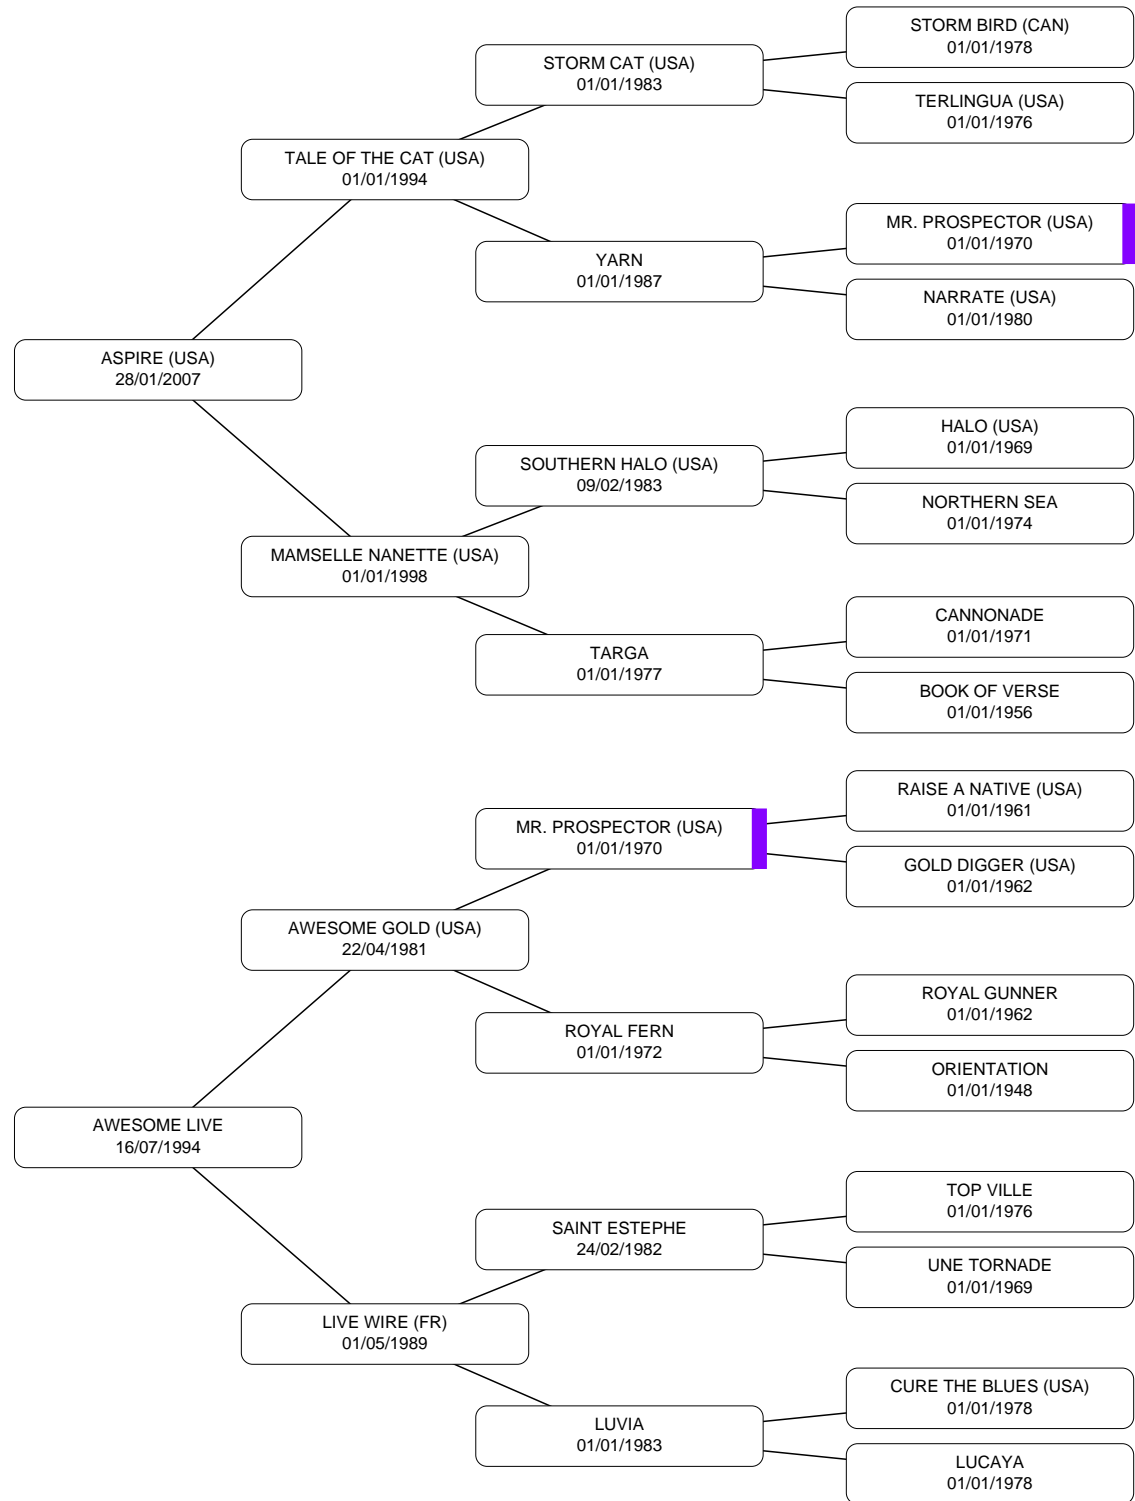 STORM BIRD (CAN)
01/01/1978
STORM CAT (USA)
01/01/1983
TERLINGUA (USA)
01/01/1976
TALE OF THE CAT (USA)
01/01/1994
MR. PROSPECTOR (USA)
01/01/1970
YARN
01/01/1987
NARRATE (USA)
01/01/1980
ASPIRE (USA)
28/01/2007
HALO (USA)
01/01/1969
SOUTHERN HALO (USA)
09/02/1983
NORTHERN SEA
01/01/1974
MAMSELLE NANETTE (USA)
01/01/1998
CANNONADE
01/01/1971
TARGA
01/01/1977
BOOK OF VERSE
01/01/1956
RAISE A NATIVE (USA)
01/01/1961
MR. PROSPECTOR (USA)
01/01/1970
GOLD DIGGER (USA)
01/01/1962
AWESOME GOLD (USA)
22/04/1981
ROYAL GUNNER
01/01/1962
ROYAL FERN
01/01/1972
ORIENTATION
01/01/1948
AWESOME LIVE
16/07/1994
TOP VILLE
01/01/1976
SAINT ESTEPHE
24/02/1982
UNE TORNADE
01/01/1969
LIVE WIRE (FR)
01/05/1989
CURE THE BLUES (USA)
01/01/1978
LUVIA
01/01/1983
LUCAYA
01/01/1978